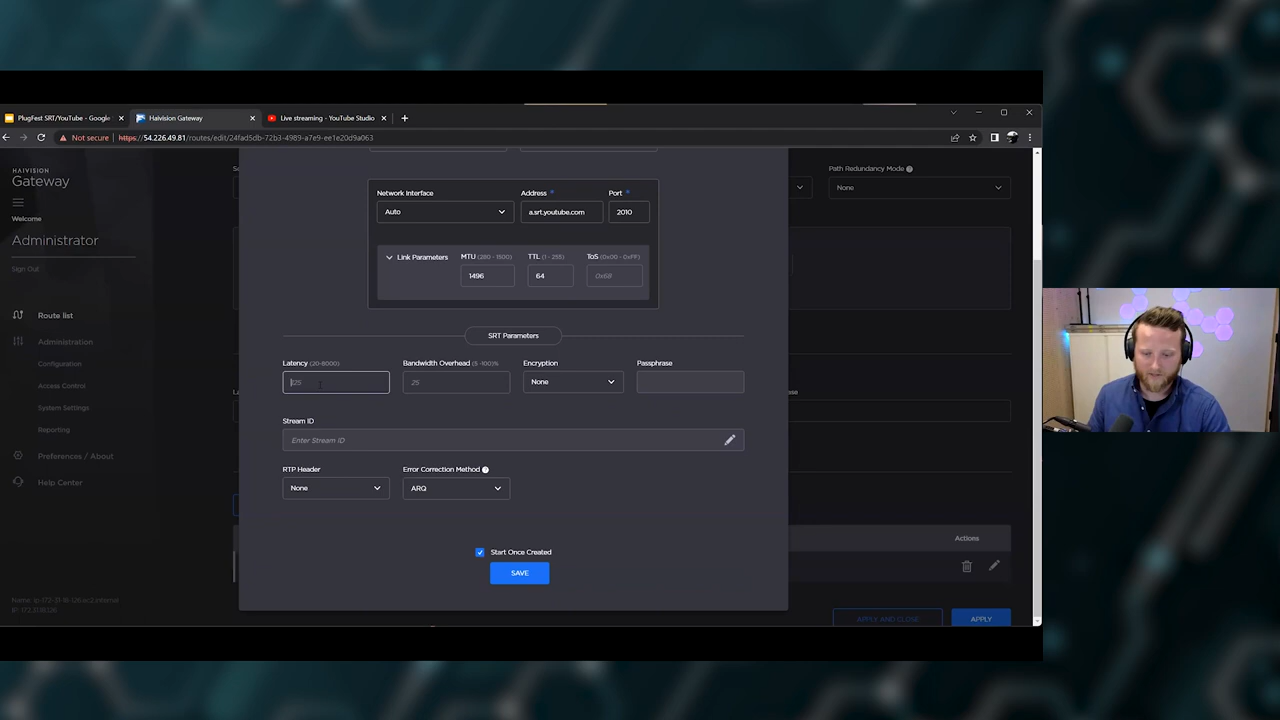 PlugFest SRT/YouTube - Google
Haivision Gateway
Live streaming - YouTube Studio
Not secure
https://54.226.49.81/routes/edit/24fad5db-72b3-4989-a7e9-ee1e20d9a063
HAIVISION
Gateway
Welcome
Administrator
Sign Out
Route list
Administration
Configuration
Access Control
System Settings
Reporting
Preferences / About
Help Center
Path Redundancy Mode
None
Network Interface
Address *
Port *
Auto
a.srt.youtube.com
2010
Link Parameters
MTU (280 - 1500)
TTL (1 - 255)
ToS (0x00 - 0xFF)
1496
64
0x68
SRT Parameters
Latency (20-8000)
Bandwidth Overhead (5 -100)%
Encryption
Passphrase
125
25
None
Stream ID
Enter Stream ID
RTP Header
Error Correction Method
None
ARQ
Start Once Created
SAVE
Actions
APPLY AND CLOSE
APPLY